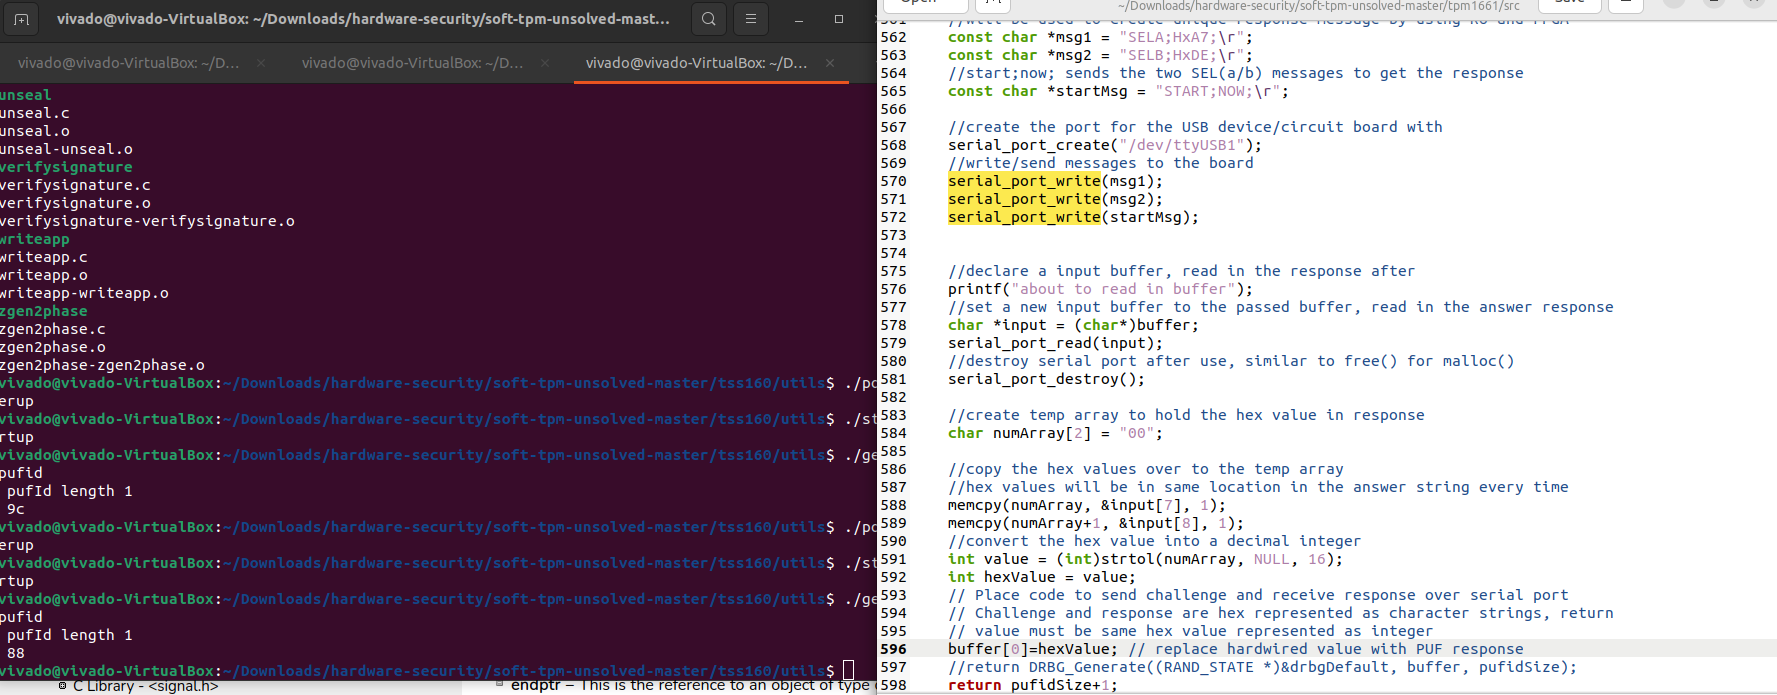 vivado@vivado-VirtualBox: ~/Downloads/hardware-security/soft-tpm-unsolved-mast...
vivado@vivado-VirtualBox: ~/D...
vivado@vivado-VirtualBox: ~/D...
vivado@vivado-VirtualBox: ~/D...
unseal
unseal.c
unseal.o
unseal-unseal.o
verifysignature
verifysignature.c
verifysignature.o
verifysignature-verifysignature.o
writeapp
writeapp.c
writeapp.o
writeapp-writeapp.o
zgen2phase
zgen2phase.c
zgen2phase.o
zgen2phase-zgen2phase.o
vivado@vivado-VirtualBox:~/Downloads/hardware-security/soft-tpm-unsolved-master/tss160/utils$ ./po
erup
vivado@vivado-VirtualBox:~/Downloads/hardware-security/soft-tpm-unsolved-master/tss160/utils$ ./st
rtup
vivado@vivado-VirtualBox:~/Downloads/hardware-security/soft-tpm-unsolved-master/tss160/utils$ ./ge
pufid
pufId length 1
9c
vivado@vivado-VirtualBox:~/Downloads/hardware-security/soft-tpm-unsolved-master/tss160/utils$ ./po
erup
vivado@vivado-VirtualBox:~/Downloads/hardware-security/soft-tpm-unsolved-master/tss160/utils$ ./st
rtup
vivado@vivado-VirtualBox:~/Downloads/hardware-security/soft-tpm-unsolved-master/tss160/utils$ ./ge
pufid
pufId length 1
88
vivado@vivado-VirtualBox:~/Downloads/hardware-security/soft-tpm-unsolved-master/tss160/utils$
C Library - <signal.h>
endptr – This is the reference to an object of type
Open
Save
~/Downloads/hardware-security/soft-tpm-unsolved-master/tpm1661/src
561 //will be used to create unique response message by using RO and FPGA
562 const char *msg1 = "SELA;HxA7;\r";
563 const char *msg2 = "SELB;HxDE;\r";
564 //start;now; sends the two SEL(a/b) messages to get the response
565 const char *startMsg = "START;NOW;\r";
566
567 //create the port for the USB device/circuit board with
568 serial_port_create("/dev/ttyUSB1");
569 //write/send messages to the board
570 serial_port_write(msg1);
571 serial_port_write(msg2);
572 serial_port_write(startMsg);
573
574
575 //declare a input buffer, read in the response after
576 printf("about to read in buffer");
577 //set a new input buffer to the passed buffer, read in the answer response
578 char *input = (char*)buffer;
579 serial_port_read(input);
580 //destroy serial port after use, similar to free() for malloc()
581 serial_port_destroy();
582
583 //create temp array to hold the hex value in response
584 char numArray[2] = "00";
585
586 //copy the hex values over to the temp array
587 //hex values will be in same location in the answer string every time
588 memcpy(numArray, &input[7], 1);
589 memcpy(numArray+1, &input[8], 1);
590 //convert the hex value into a decimal integer
591 int value = (int)strtol(numArray, NULL, 16);
592 int hexValue = value;
593 // Place code to send challenge and receive response over serial port
594 // Challenge and response are hex represented as character strings, return
595 // value must be same hex value represented as integer
596 buffer[0]=hexValue; // replace hardwired value with PUF response
597 //return DRBG_Generate((RAND_STATE *)&drbgDefault, buffer, pufidSize);
598 return pufidSize+1;